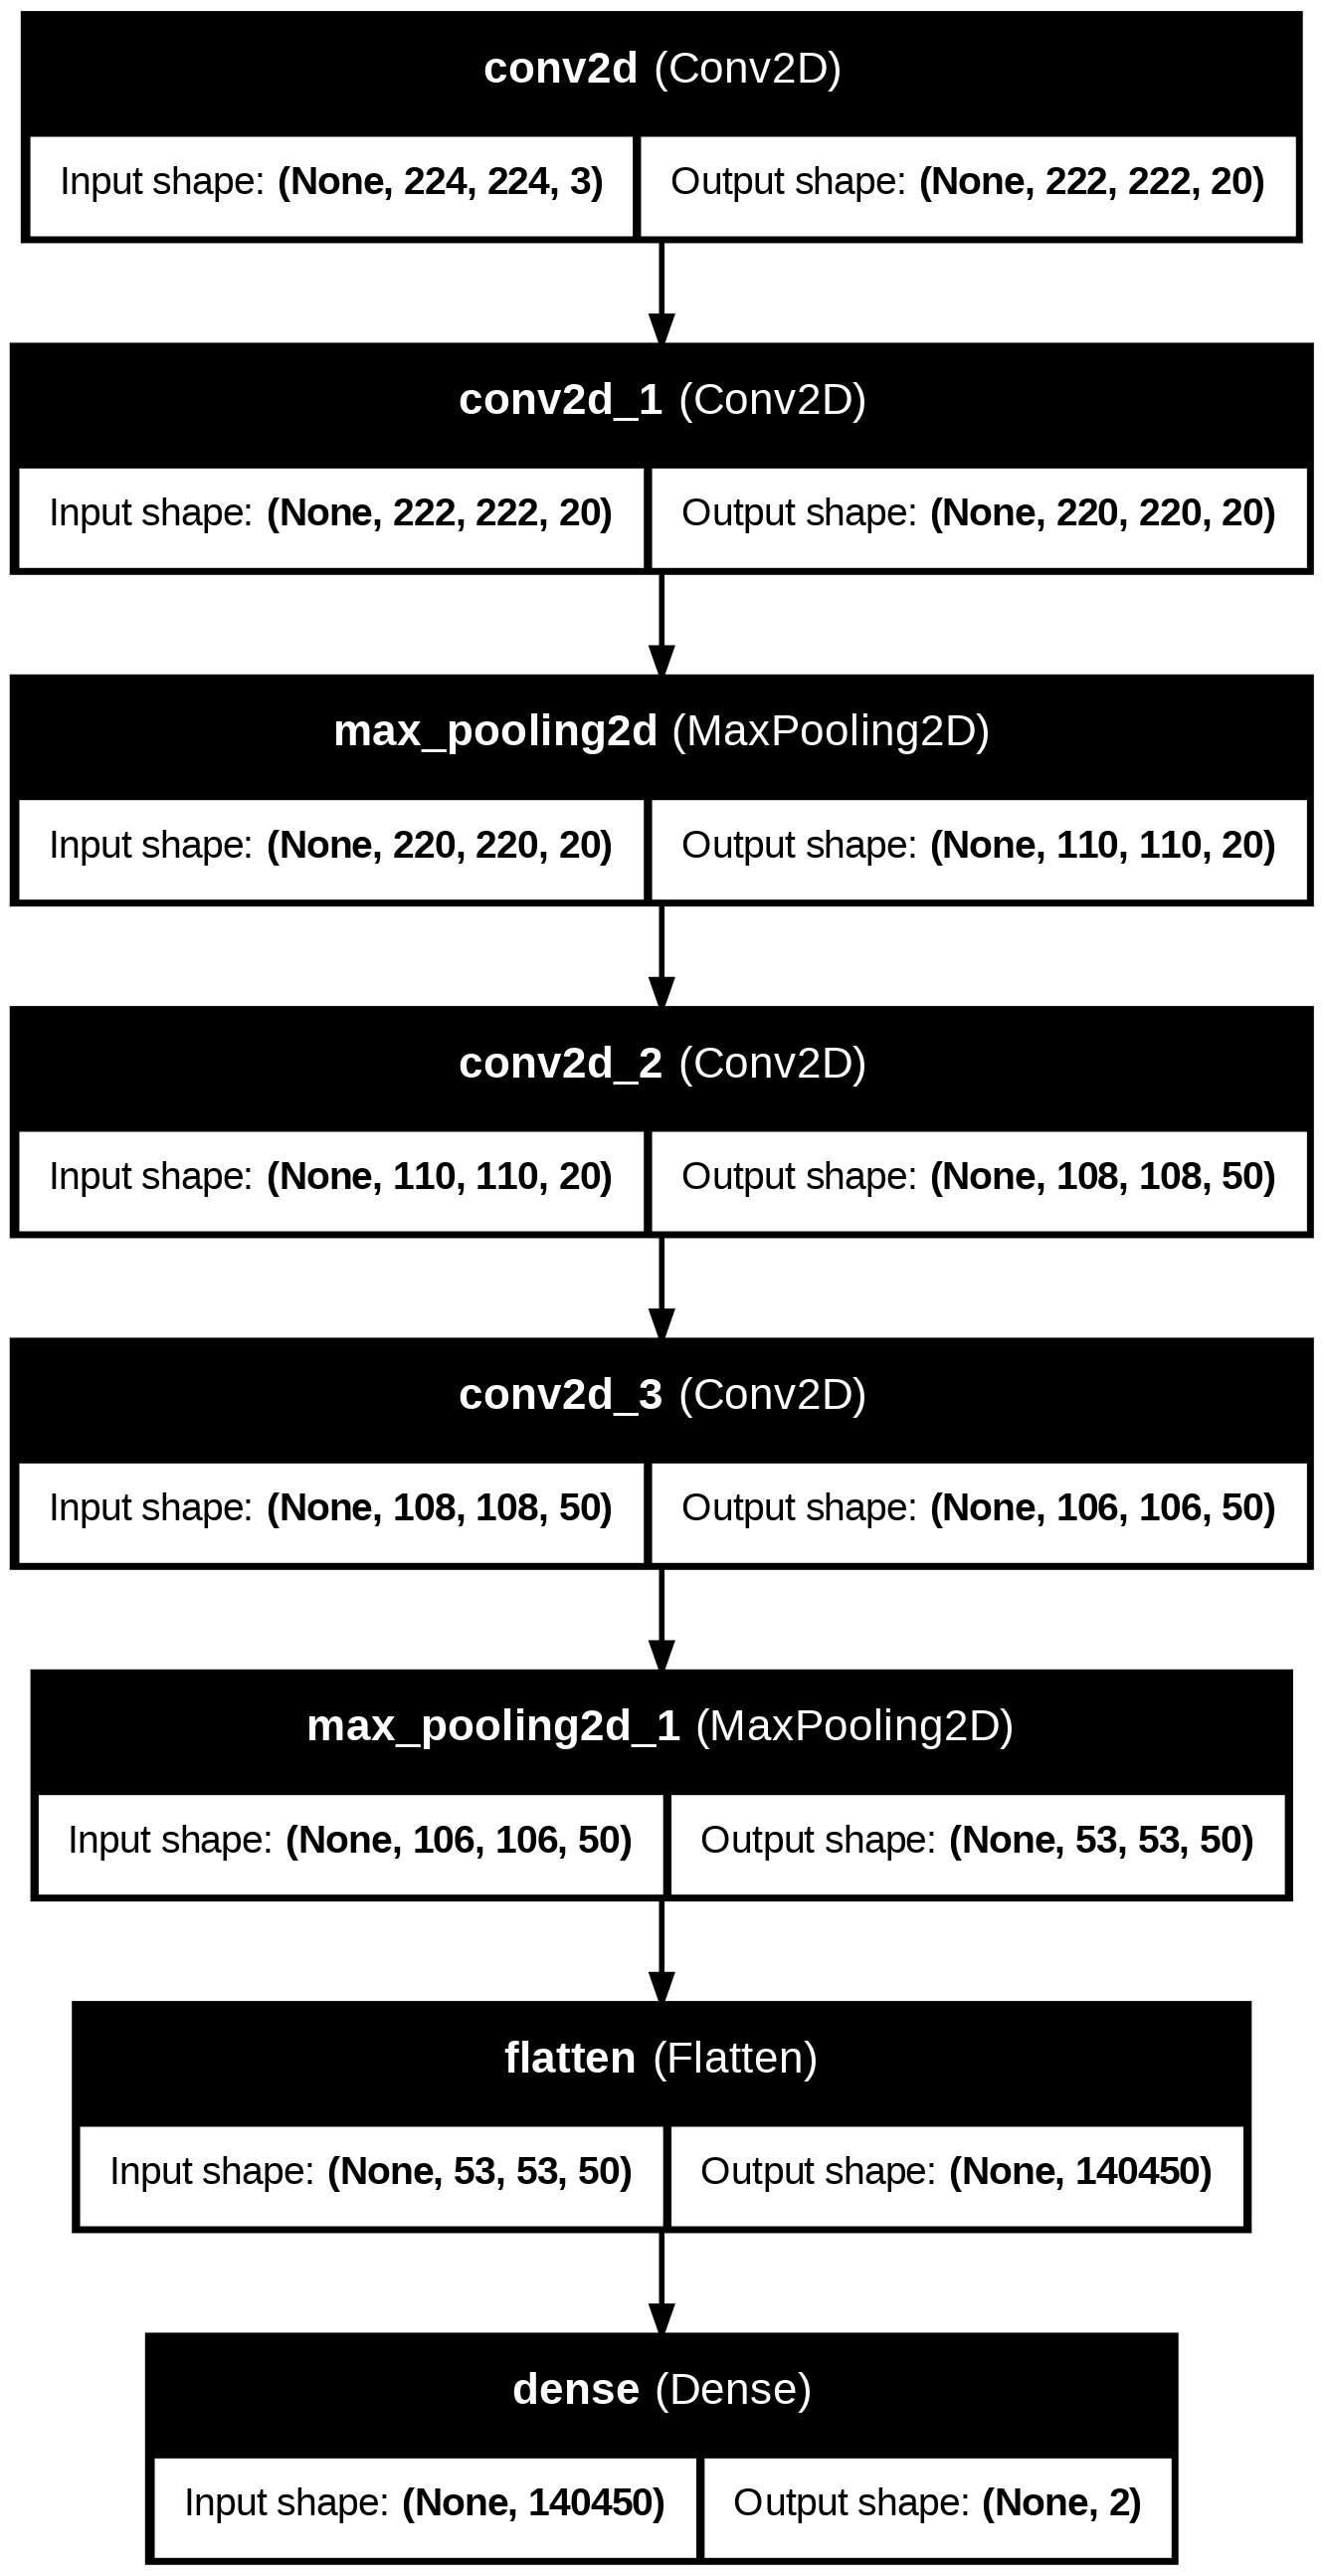 conv2d (Conv2D)
Input shape: (None, 224, 224, 3) Output shape: (None, 222, 222, 20)
conv2d_1 (Conv2D)
Input shape: (None, 222, 222, 20) Output shape: (None, 220, 220, 20)
max_pooling2d (MaxPooling2D)
Input shape: (None, 220, 220, 20) Output shape: (None, 110, 110, 20)
conv2d_2 (Conv2D)
Input shape: (None, 110, 110, 20) Output shape: (None, 108, 108, 50)
conv2d_3 (Conv2D)
Input shape: (None, 108, 108, 50) Output shape: (None, 106, 106, 50)
max_pooling2d_1 (MaxPooling2D)
Input shape: (None, 106, 106, 50) Output shape: (None, 53, 53, 50)
flatten (Flatten)
Input shape: (None, 53, 53, 50) Output shape: (None, 140450)
dense (Dense)
Input shape: (None, 140450) Output shape: (None, 2)